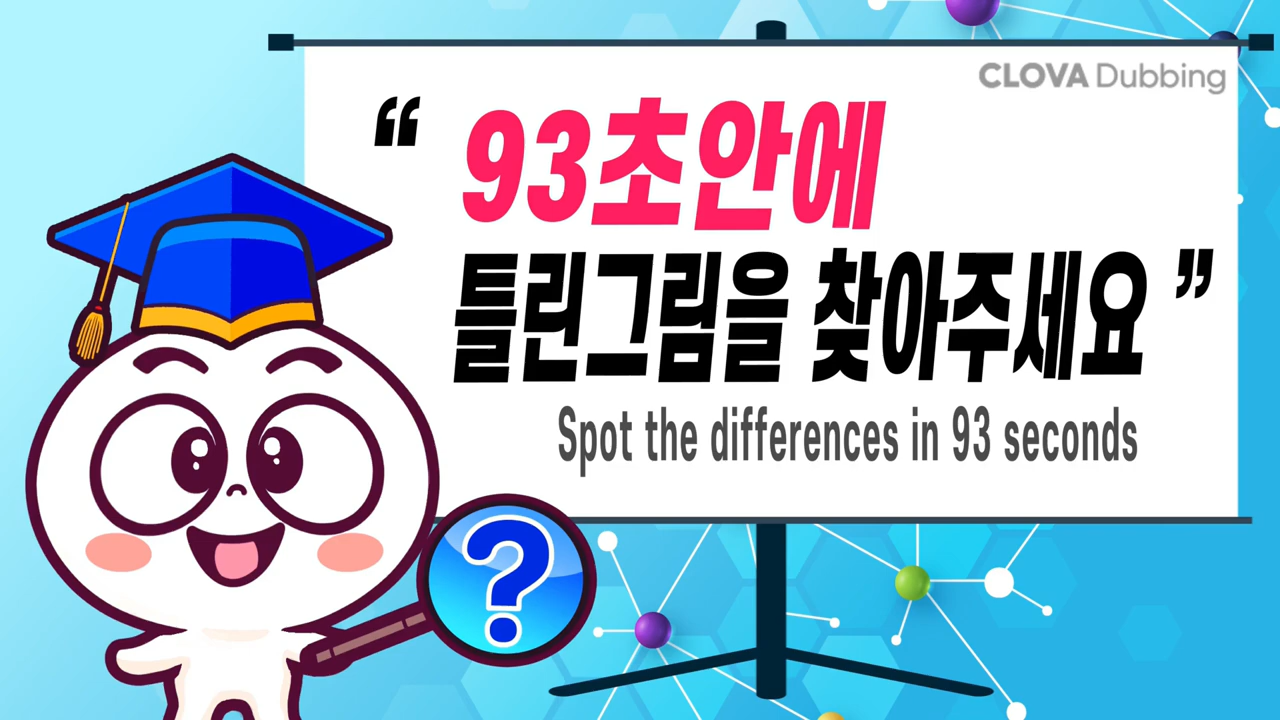 CLOVA Dubbing
“ 93초안에
틀린그림을 찾아주세요 ”
Spot the differences in 93 seconds
?